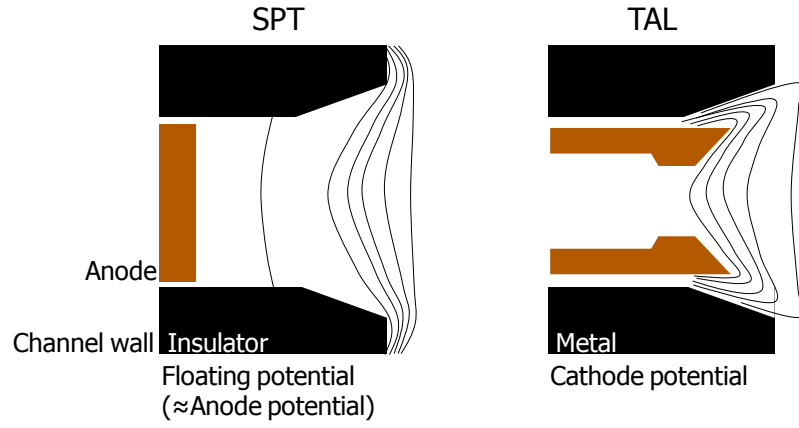 SPT
TAL
Anode
Channel wall
Insulator
Metal
Floating potential
(≈Anode potential)
Cathode potential